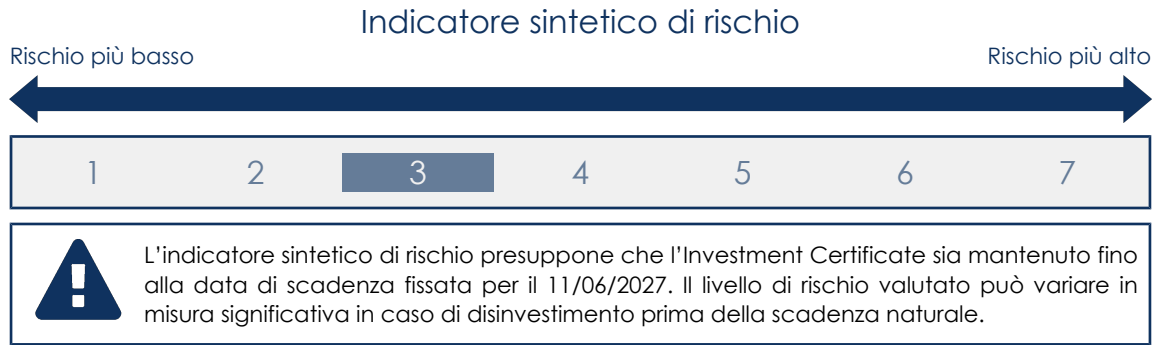 Indicatore sintetico di rischio
Rischio più basso Rischio più alto
1 2 3 4 5 6 7
L'indicatore sintetico di rischio presuppone che l'Investment Certificate sia mantenuto fino
alla data di scadenza fissata per il 11/06/2027. Il livello di rischio valutato può variare in
misura significativa in caso di disinvestimento prima della scadenza naturale.